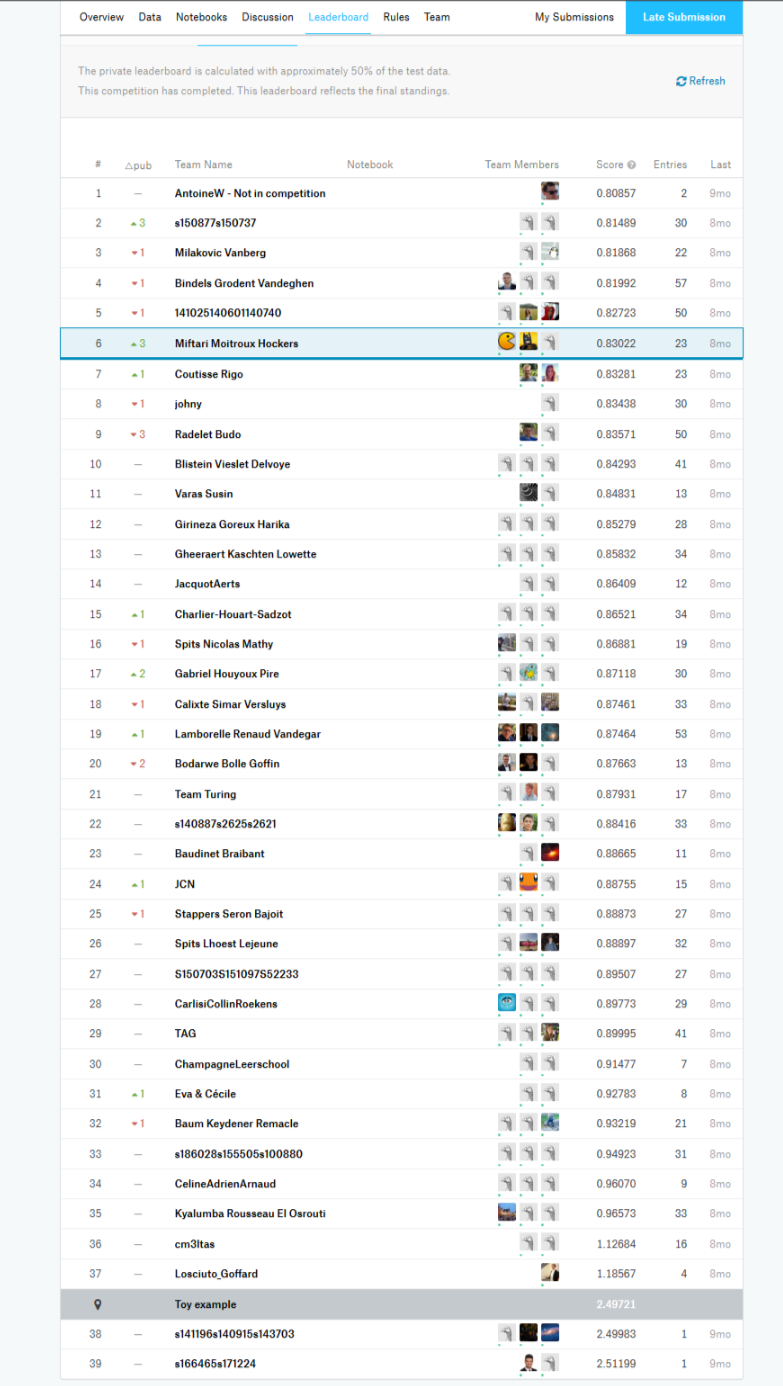 Overview Data Notebooks Discussion Leaderboard Rules Team My Submissions Late Submission
The private leaderboard is calculated with approximately 50% of the test data.
This competition has completed. This leaderboard reflects the final standings.
Refresh
# △pub Team Name Notebook Team Members Score Entries Last
1 — AntoineW - Not in competition 0.80857 2 9mo
2 3 s150877s150737 0.81489 30 8mo
3 1 Milakovic Vanberg 0.81868 22 8mo
4 1 Bindels Grodent Vandeghen 0.81992 57 8mo
5 1 141025140601140740 0.82723 50 8mo
6 3 Miftari Moitroux Hockers 0.83022 23 8mo
7 1 Coutisse Rigo 0.83281 23 8mo
8 1 johny 0.83438 30 8mo
9 3 Radelet Budo 0.83571 50 8mo
10 — Blistein Vieslet Delvoye 0.84293 41 8mo
11 — Varas Susin 0.84831 13 8mo
12 — Girineza Goreux Harika 0.85279 28 8mo
13 — Gheeraert Kaschten Lowette 0.85832 34 8mo
14 — JacquotAerts 0.86409 12 8mo
15 1 Charlier-Houart-Sadzot 0.86521 34 8mo
16 1 Spits Nicolas Mathy 0.86881 19 8mo
17 2 Gabriel Houyoux Pire 0.87118 30 8mo
18 1 Calixte Simar Versluys 0.87461 33 8mo
19 1 Lamborelle Renaud Vandegar 0.87464 53 8mo
20 2 Bodarwe Bolle Goffin 0.87663 13 8mo
21 — Team Turing 0.87931 17 8mo
22 — s140887s2625s2621 0.88416 33 8mo
23 — Baudinet Braibant 0.88665 11 8mo
24 1 JCN 0.88755 15 8mo
25 1 Stappers Seron Bajoit 0.88873 27 8mo
26 — Spits Lhoest Lejeune 0.88897 32 8mo
27 — S150703S151097S52233 0.89507 27 8mo
28 — CarlisiCollinRoekens 0.89773 29 8mo
29 — TAG 0.89995 41 8mo
30 — ChampagneLeerschool 0.91477 7 8mo
31 1 Eva & Cécile 0.92783 8 8mo
32 1 Baum Keydener Remacle 0.93219 21 8mo
33 — s186028s155505s100880 0.94923 31 8mo
34 — CelineAdrienArnaud 0.96070 9 8mo
35 — Kyalumba Rousseau El Osrouti 0.96573 33 8mo
36 — cm3ltas 1.12684 16 8mo
37 — Losciuto_Goffard 1.18567 4 8mo
Toy example 2.49721
38 — s141196s140915s143703 2.49983 1 9mo
39 — s166465s171224 2.51199 1 9mo